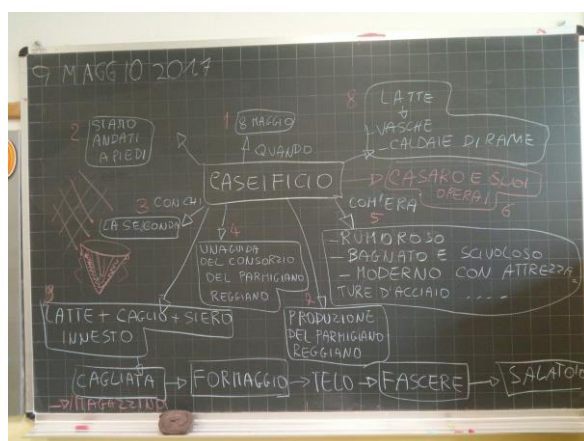 9 MAGGIO 2017
2 SIAMO
ANDATI
A PIEDI
1 8 MAGGIO
QUANDO
8 LATTE
VASCHE
- CALDAIE DI RAME
CASEIFICIO
CASARO E SUOI
OPERAI 6
3 CON CHI
LA SECONDA
4
UNA GUIDA
DEL CONSORZIO
DEL PARMIGIANO
REGGIANO
COM'ERA
5
- RUMOROSO
- BAGNATO E SCIVOLOSO
- MODERNO CON ATTREZZA
TURE D'ACCIAIO .....
7
PRODUZIONE
DEL PARMIGIANO
REGGIANO
9
LATTE + CAGLIO + SIERO
INNESTO
CAGLIATA → FORMAGGIO → TELO → FASCERE → SALATOIO
→ MAGAZZINO